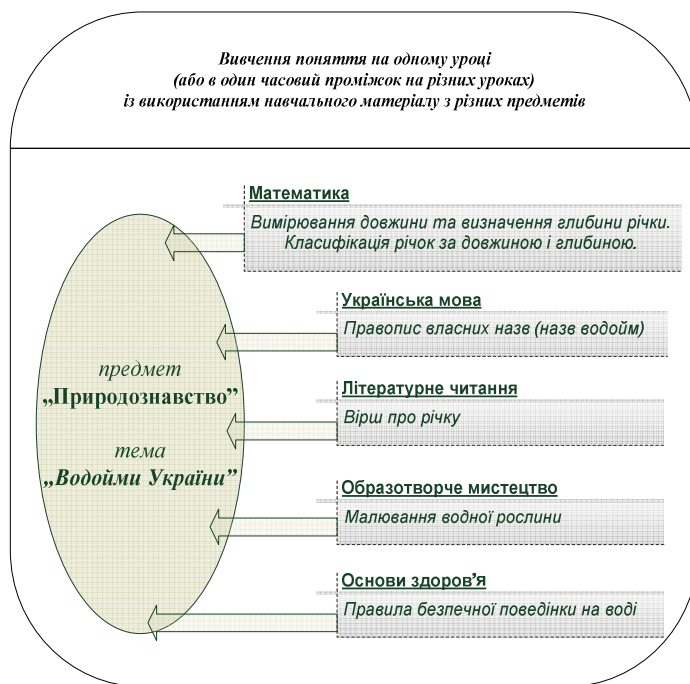 Вивчення поняття на одному уроці
(або в один часовий проміжок на різних уроках)
із використанням навчального матеріалу з різних предметів
Математика
Вимірювання довжини та визначення глибини річки.
Класифікація річок за довжиною і глибиною.
Українська мова
Правопис власних назв (назв водойм)
предмет
„Природознавство”
тема
„Водойми України”
Літературне читання
Вірш про річку
Образотворче мистецтво
Малювання водної рослини
Основи здоров’я
Правила безпечної поведінки на воді